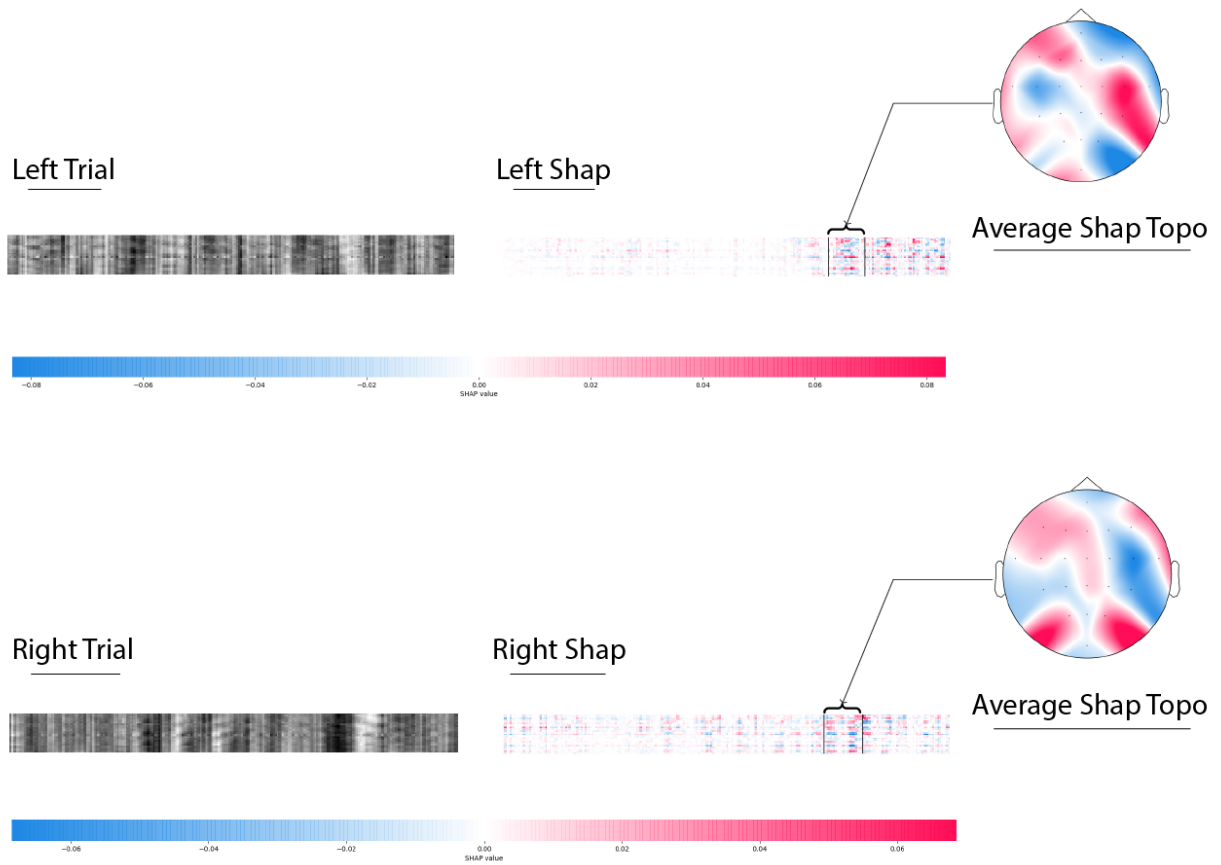 Left Trial
Left Shap
Average Shap Topo
−0.08 −0.06 −0.04 −0.02 0.00 0.02 0.04 0.06 0.08
SHAP value
Right Trial
Right Shap
Average Shap Topo
−0.06 −0.04 −0.02 0.00 0.02 0.04 0.06
SHAP value